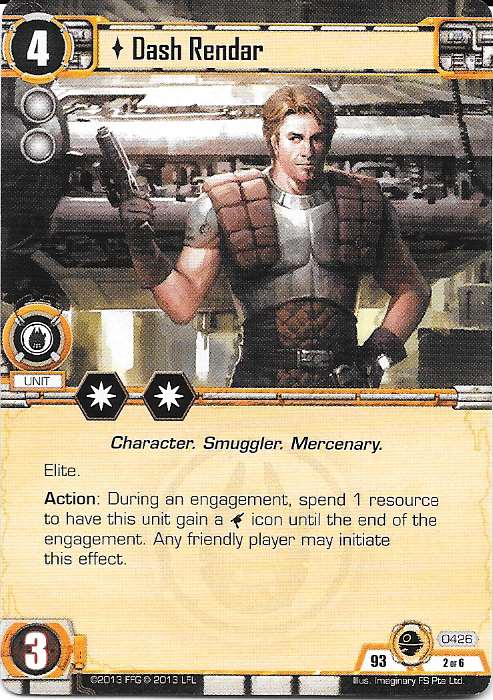 4
Dash Rendar
UNIT
Character. Smuggler. Mercenary.
Elite.
Action: During an engagement, spend 1 resource
to have this unit gain a icon until the end of the
engagement. Any friendly player may initiate
this effect.
3
93
0426
2 OF 6
©2013 FFG © 2013 LFL
Illus. Imaginary FS Pte Ltd.